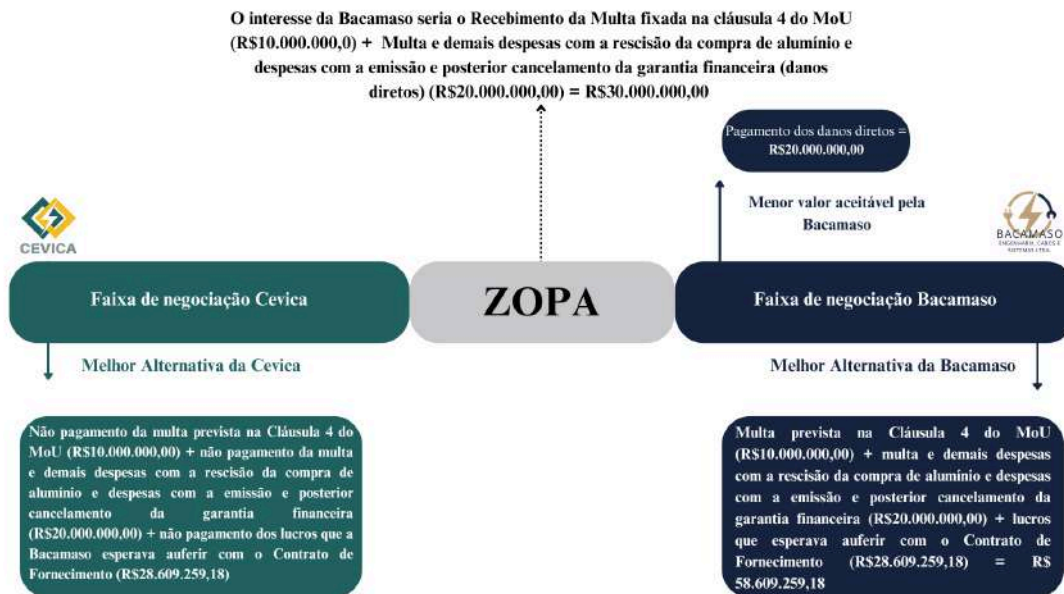 O interesse da Bacamaso seria o Recebimento da Multa fixada na cláusula 4 do MoU
(R$10.000.000,0) + Multa e demais despesas com a rescisão da compra de alumínio e
despesas com a emissão e posterior cancelamento da garantia financeira (danos
diretos) (R$20.000.000,00) = R$30.000.000,00
Pagamento dos danos diretos =
R$20.000.000,00
Menor valor aceitável pela
Bacamaso
CEVICA
BACAMASO
ENGENHARIA, CABOS E
SISTEMAS LTDA.
Faixa de negociação Cevica
ZOPA
Faixa de negociação Bacamaso
Melhor Alternativa da Cevica
Melhor Alternativa da Bacamaso
Não pagamento da multa prevista na Cláusula 4 do
MoU (R$10.000.000,00) + não pagamento da multa
e demais despesas com a rescisão da compra de
alumínio e despesas com a emissão e posterior
cancelamento da garantia financeira
(R$20.000.000,00) + não pagamento dos lucros que a
Bacamaso esperava auferir com o Contrato de
Fornecimento (R$28.609.259,18)
Multa prevista na Cláusula 4 do MoU
(R$10.000.000,00) + multa e demais despesas
com a rescisão da compra de alumínio e despesas
com a emissão e posterior cancelamento da
garantia financeira (R$20.000.000,00) + lucros
que esperava auferir com o Contrato de
Fornecimento (R$28.609.259,18) = R$
58.609.259,18